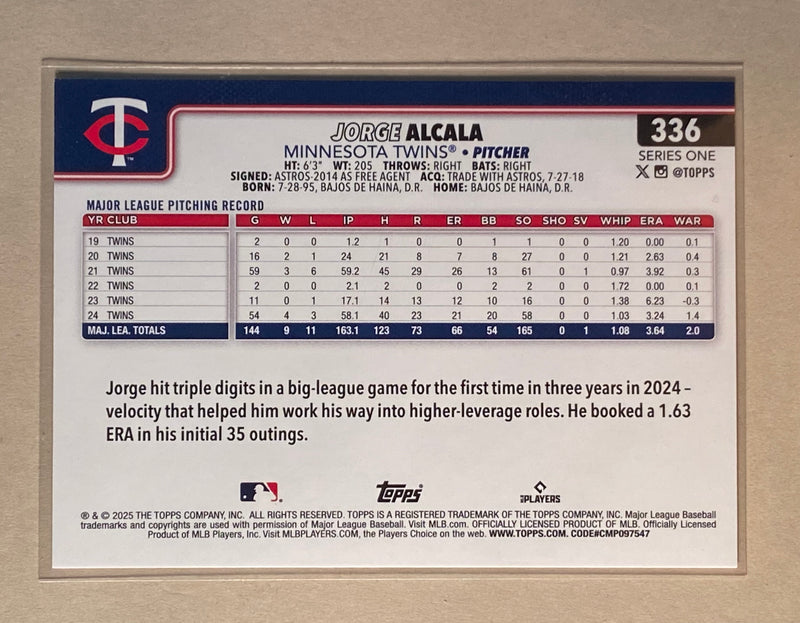 TC
JORGE ALCALA
336
MINNESOTA TWINS® • PITCHER
SERIES ONE
HT: 6'3" WT: 205 THROWS: RIGHT BATS: RIGHT
@TOPPS
SIGNED: ASTROS-2014 AS FREE AGENT ACQ: TRADE WITH ASTROS, 7-27-18
BORN: 7-28-95, BAJOS DE HAINA, D.R. HOME: BAJOS DE HAINA, D.R.
MAJOR LEAGUE PITCHING RECORD
YR CLUB G W L IP H R ER BB SO SHO SV WHIP ERA WAR
19 TWINS 2 0 0 1.2 1 0 0 1 1 0 0 1.20 0.00 0.1
20 TWINS 16 2 1 24 21 8 7 8 27 0 0 1.21 2.63 0.4
21 TWINS 59 3 6 59.2 45 29 26 13 61 0 1 0.97 3.92 0.3
22 TWINS 2 0 0 2.1 2 0 0 2 2 0 0 1.72 0.00 0.1
23 TWINS 11 0 1 17.1 14 13 12 10 16 0 0 1.38 6.23 -0.3
24 TWINS 54 4 3 58.1 40 23 21 20 58 0 0 1.03 3.24 1.4
MAJ. LEA. TOTALS 144 9 11 163.1 123 73 66 54 165 0 1 1.08 3.64 2.0
Jorge hit triple digits in a big-league game for the first time in three years in 2024 –
velocity that helped him work his way into higher-leverage roles. He booked a 1.63
ERA in his initial 35 outings.
Topps
PLAYERS
® & © 2025 THE TOPPS COMPANY, INC. ALL RIGHTS RESERVED. TOPPS IS A REGISTERED TRADEMARK OF THE TOPPS COMPANY, INC. Major League Baseball
trademarks and copyrights are used with permission of Major League Baseball. Visit MLB.com. OFFICIALLY LICENSED PRODUCT OF MLB. Officially Licensed
Product of MLB Players, Inc. Visit MLBPLAYERS.COM, the Players Choice on the web. WWW.TOPPS.COM. CODE#CMP097547